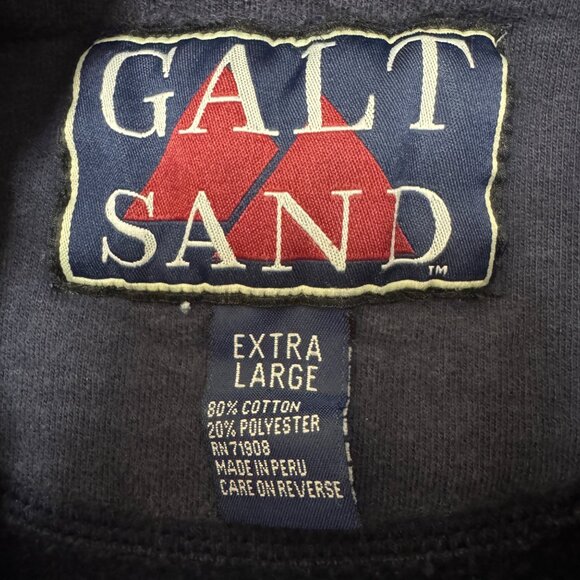 GALT
SAND
TM
EXTRA
LARGE
80% COTTON
20% POLYESTER
RN 71908
MADE IN PERU
CARE ON REVERSE